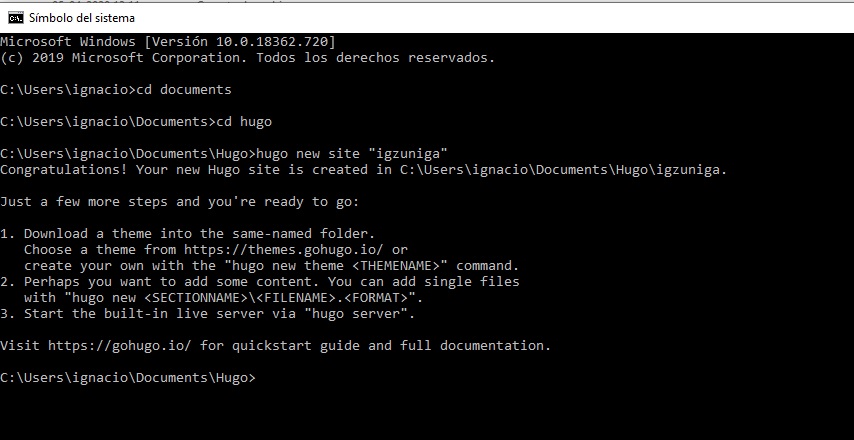 Símbolo del sistema
Microsoft Windows [Versión 10.0.18362.720]
(c) 2019 Microsoft Corporation. Todos los derechos reservados.
C:\Users\ignacio>cd documents
C:\Users\ignacio\Documents>cd hugo
C:\Users\ignacio\Documents\Hugo>hugo new site "igzuniga"
Congratulations! Your new Hugo site is created in C:\Users\ignacio\Documents\Hugo\igzuniga.
Just a few more steps and you're ready to go:
1. Download a theme into the same-named folder.
Choose a theme from https://themes.gohugo.io/ or
create your own with the "hugo new theme <THEMENAME>" command.
2. Perhaps you want to add some content. You can add single files
with "hugo new <SECTIONNAME>\<FILENAME>.<FORMAT>".
3. Start the built-in live server via "hugo server".
Visit https://gohugo.io/ for quickstart guide and full documentation.
C:\Users\ignacio\Documents\Hugo>